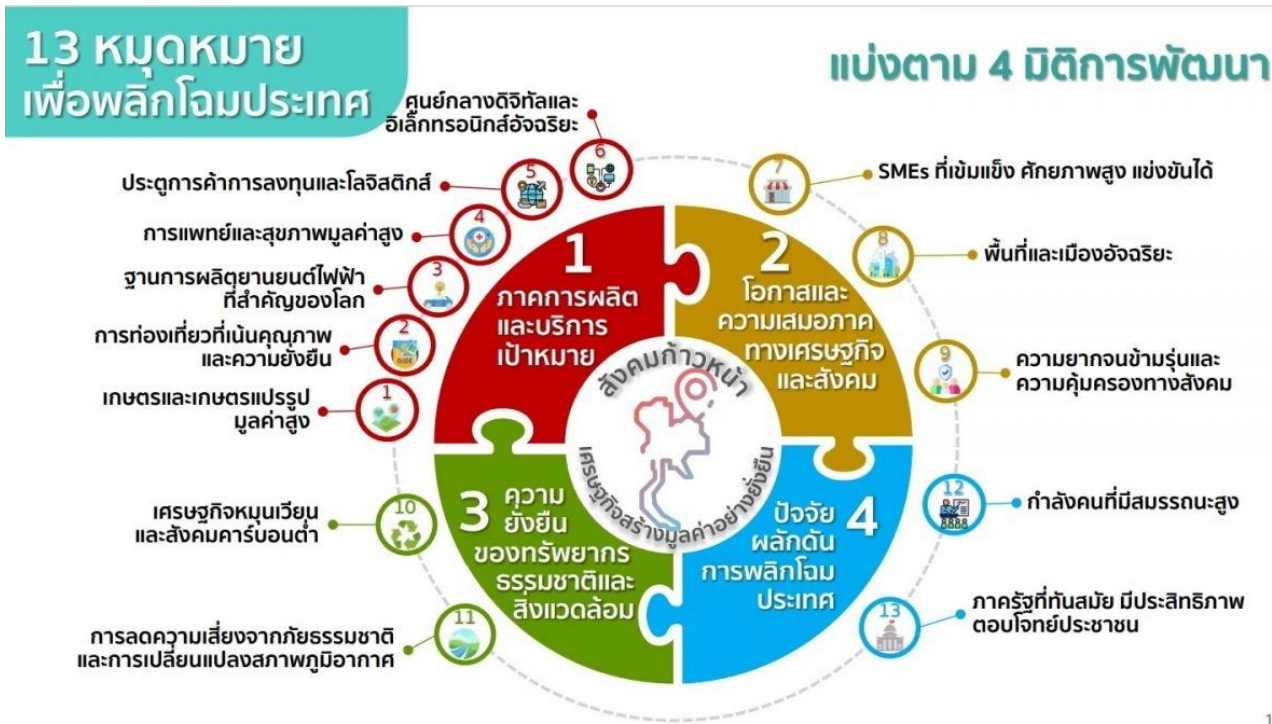 13 หมุดหมาย
เพื่อพลิกโฉมประเทศ
แบ่งตาม 4 มิติการพัฒนา
ศูนย์กลางดิจิทัลและ
อิเล็กทรอนิกส์อัจฉริยะ
6
ประตูการค้าการลงทุนและโลจิสติกส์
5
การแพทย์และสุขภาพมูลค่าสูง
4
ฐานการผลิตยานยนต์ไฟฟ้า
ที่สำคัญของโลก
3
การท่องเที่ยวที่เน้นคุณภาพ
และความยั่งยืน
2
GUIDE
เกษตรและเกษตรแปรรูป
มูลค่าสูง
1
1
ภาคการผลิต
และบริการ
เป้าหมาย
2
โอกาสและ
ความเสมอภาค
ทางเศรษฐกิจ
และสังคม
7
SMEs ที่เข้มแข็ง ศักยภาพสูง แข่งขันได้
8
พื้นที่และเมืองอัจฉริยะ
9
ความยากจนข้ามรุ่นและ
ความคุ้มครองทางสังคม
สังคมก้าวหน้า
เศรษฐกิจสร้างมูลค่าอย่างยั่งยืน
3 ความ
ยั่งยืน
ของทรัพยากร
ธรรมชาติและ
สิ่งแวดล้อม
เศรษฐกิจหมุนเวียน
และสังคมคาร์บอนต่ำ
10
การลดความเสี่ยงจากภัยธรรมชาติ
และการเปลี่ยนแปลงสภาพภูมิอากาศ
11
ปัจจัย 4
ผลักดัน
การพลิกโฉม
ประเทศ
12
กำลังคนที่มีสมรรถนะสูง
13
ภาครัฐที่ทันสมัย มีประสิทธิภาพ
ตอบโจทย์ประชาชน
1